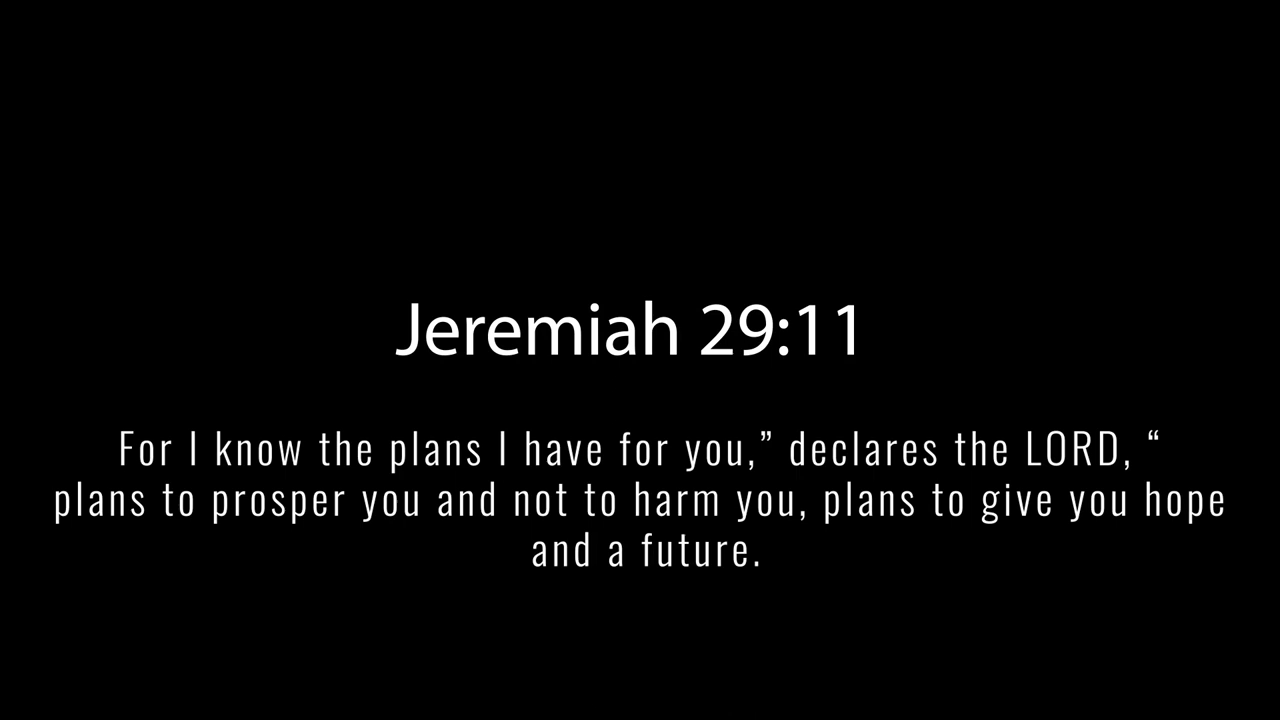 Jeremiah 29:11
For I know the plans I have for you,” declares the LORD, “
plans to prosper you and not to harm you, plans to give you hope
and a future.